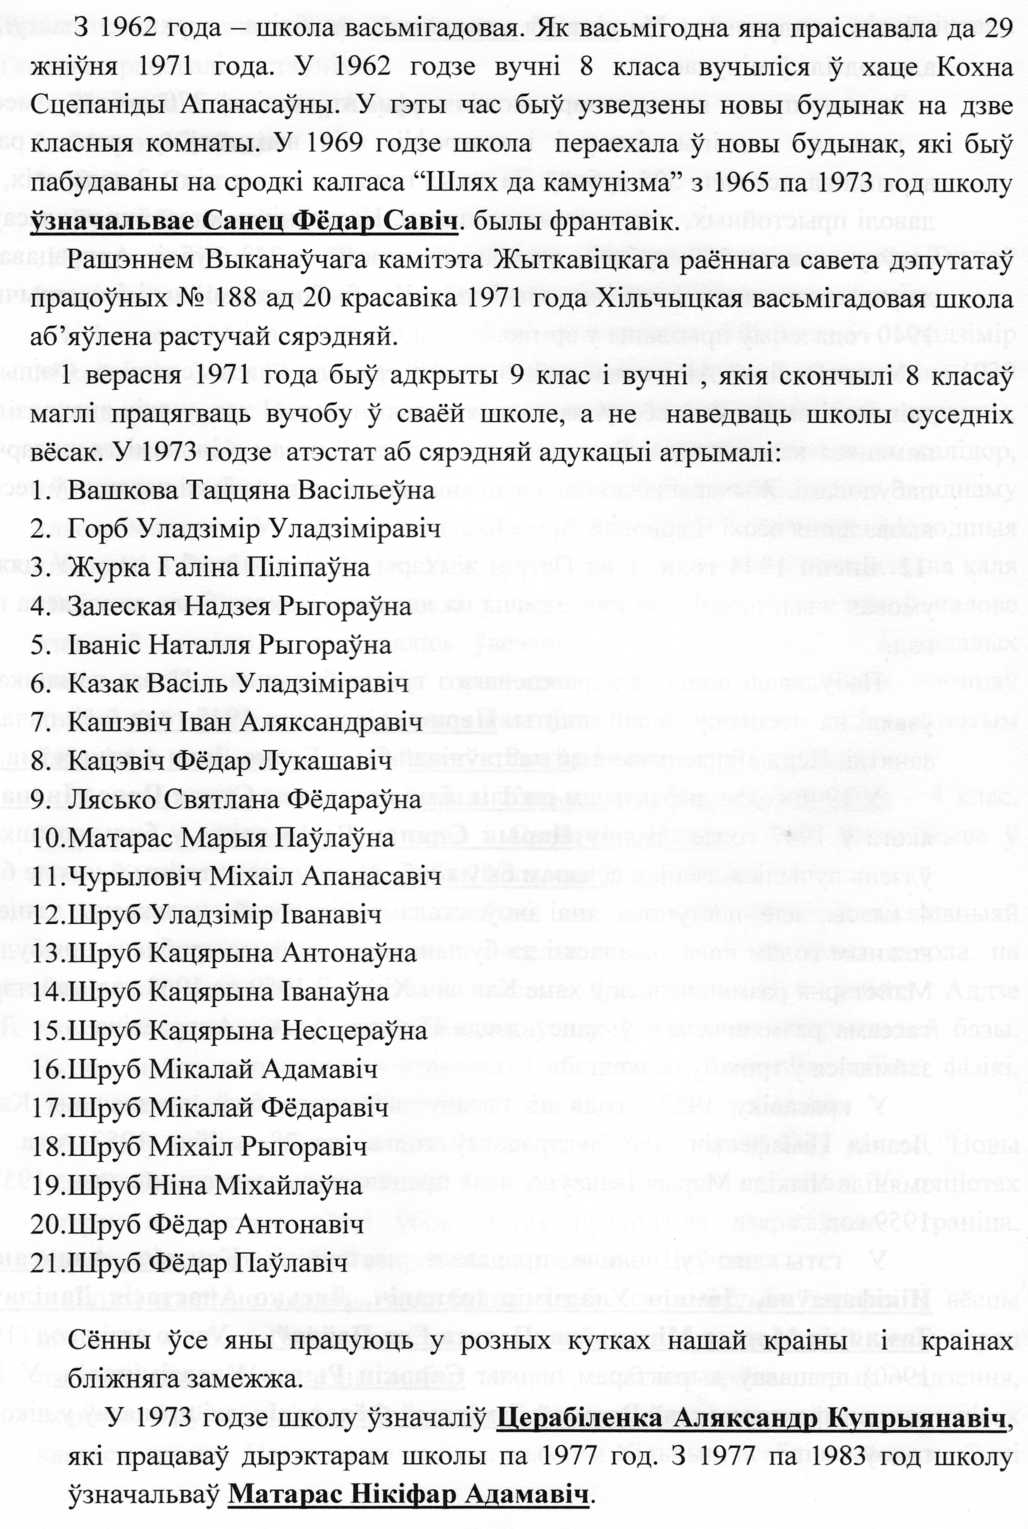 З 1962 года – школа васьмігадовая. Як васьмігодна яна праіснавала да 29
жніўня 1971 года. У 1962 годзе вучні 8 класа вучыліся ў хаце Кохна
Сцепаніды Апанасаўны. У гэты час быў узведзены новы будынак на дзве
класныя комнаты. У 1969 годзе школа пераехала ў новы будынак, які быў
пабудаваны на сродкі калгаса “Шлях да камунізма” з 1965 па 1973 год школу
ўзначальвае Санец Фёдар Савіч. былы франтавік.
Рашэннем Выканаўчага камітэта Жыткавіцкага раённага савета дэпутатаў
працоўных № 188 ад 20 красавіка 1971 года Хільчыцкая васьмігадовая школа
аб’яўлена растучай сярэдняй.
1 верасня 1971 года быў адкрыты 9 клас і вучні , якія скончылі 8 класаў
маглі працягваць вучобу ў сваёй школе, а не і наведваць школы суседніх
вёсак. У 1973 годзе атэстат аб сярэдняй адукацыі атрымалі:
1. Вашкова Таццяна Васільеўна
2. Горб Уладзімір Уладзіміравіч
3. Журка Галіна Піліпаўна
4. Залеская Надзея Рыгораўна
5. Іваніс Наталля Рыгораўна
6. Казак Васіль Уладзіміравіч
7. Кашэвіч Іван Аляксандравіч
8. Кацэвіч Фёдар Лукашавіч
9. Лясько Святлана Фёдараўна
10.Матарас Марыя Паўлаўна
11.Чурыловіч Міхаіл Апанасавіч
12.Шруб Уладзімір Іванавіч
13.Шруб Кацярына Антонаўна
14.Шруб Кацярына Іванаўна
15.Шруб Кацярына Несцераўна
16.Шруб Мікалай Адамавіч
17.Шруб Мікалай Фёдаравіч
18.Шруб Міхаіл Рыгоравіч
19.Шруб Ніна Міхайлаўна
20.Шруб Фёдар Антонавіч
21.Шруб Фёдар Паўлавіч
Сённы ўсе яны працуюць у розных кутках нашай краіны і краінах
бліжняга замежжа.
У 1973 годзе школу ўзначаліў Церабіленка Аляксандр Купрыянавіч,
які працаваў дырэктарам школы па 1977 год. З 1977 па 1983 год школу
ўзначальваў Матарас Нікіфар Адамавіч.